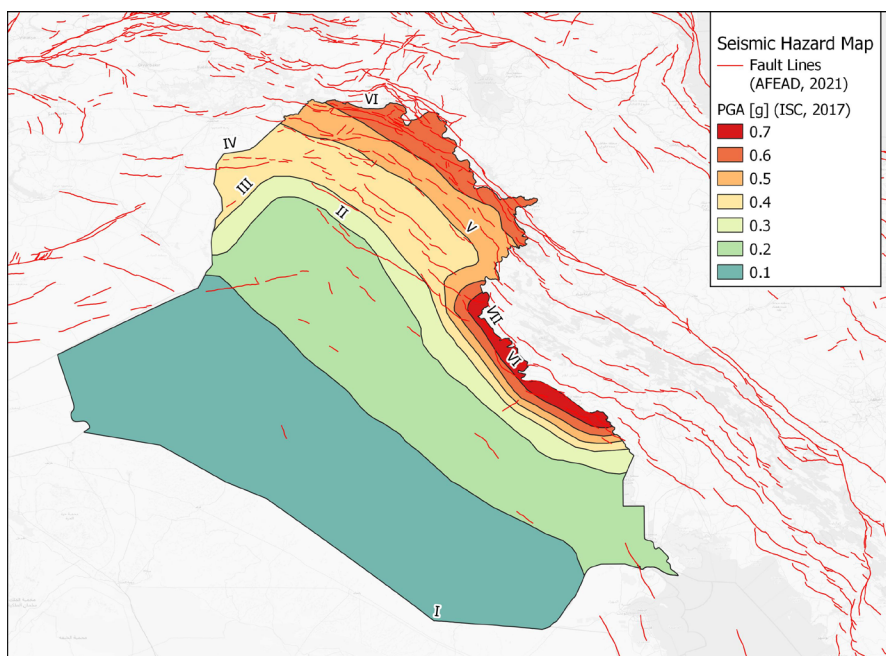 Seismic Hazard Map
Fault Lines
(AFEAD, 2021)
PGA [g] (ISC, 2017)
0.7
0.6
0.5
0.4
0.3
0.2
0.1
VI
IV
III
II
V
VII
VI
I